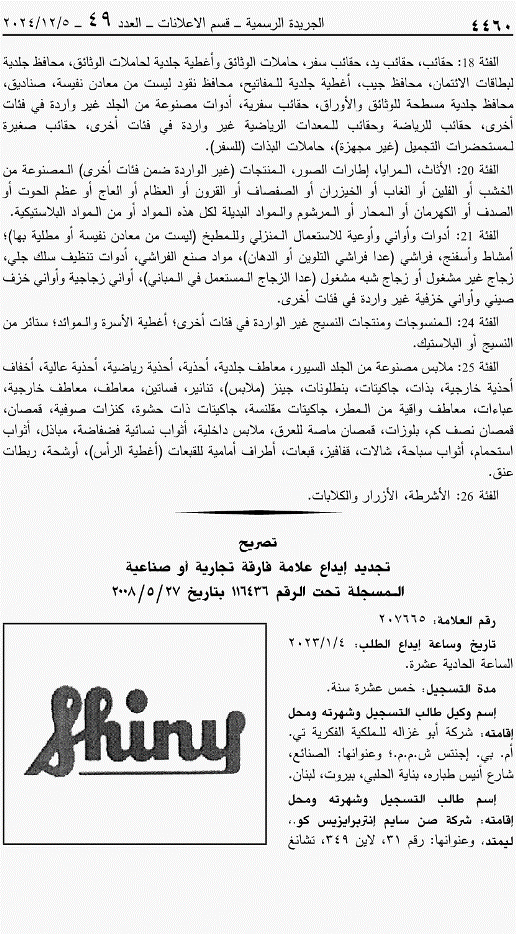 ٤٤٦٠ الجريدة الرسمية ــ قسم الاعلانات ــ العدد ٤٩ ــ ٢٠٢٤/١٢/٥
الفئة 18: حقائب، حقائب يد، حقائب سفر، حاملات الوثائق وأغطية جلدية لحاملات الوثائق، محافظ جلدية
لبطاقات الائتمان، محافظ جيب، أغطية جلدية للمفاتيح، محافظ نقود ليست من معادن نفيسة، صناديق،
محافظ جلدية مسطحة للوثائق والأوراق، حقائب سفرية، أدوات مصنوعة من الجلد غير واردة في فئات
أخرى، حقائب للرياضة وحقائب للمعدات الرياضية غير واردة في فئات أخرى، حقائب صغيرة
لمستحضرات التجميل (غير مجهزة)، حاملات البذات (للسفر).
الفئة 20: الأثاث، المرايا، إطارات الصور، المنتجات (غير الواردة ضمن فئات أخرى) المصنوعة من
الخشب أو الفلين أو الغاب أو الخيزران أو الصفصاف أو القرون أو العظام أو العاج أو عظم الحوت أو
الصدف أو الكهرمان أو المحار أو المرشوم والمواد البديلة لكل هذه المواد أو من المواد البلاستيكية.
الفئة 21: أدوات وأواني وأوعية للاستعمال المنزلي وللمطبخ (ليست من معادن نفيسة أو مطلية بها)؛
أمشاط وأسفنج، فراشي (عدا فراشي التلوين أو الدهان)، مواد صنع الفراشي، أدوات تنظيف سلك جلي،
زجاج غير مشغول أو زجاج شبه مشغول (عدا الزجاج المستعمل في المباني)، أواني زجاجية وأواني خزف
صيني وأواني خزفية غير واردة في فئات أخرى.
الفئة 24: المنسوجات ومنتجات النسيج غير الواردة في فئات أخرى؛ أغطية الأسرة والموائد؛ ستائر من
النسيج أو البلاستيك.
الفئة 25: ملابس مصنوعة من الجلد السيور، معاطف جلدية، أحذية، أحذية رياضية، أحذية عالية، أخفاف
أحذية خارجية، بذات، جاكيتات، بنطلونات، جينز (ملابس)، تنانير، فساتين، معاطف، معاطف خارجية،
عباءات، معاطف واقية من المطر، جاكيتات مقلنسة، جاكيتات ذات حشوة، كنزات صوفية، قمصان،
قمصان نصف كم، بلوزات، قمصان ماصة للعرق، ملابس داخلية، أثواب نسائية فضفاضة، مباذل، أثواب
استحمام، أثواب سباحة، شالات، قفافيز، قبعات، أطراف أمامية للقبعات (أغطية الرأس)، أوشحة، ربطات
عنق.
الفئة 26: الأشرطة، الأزرار والكلابات.
تصريح
تجديد إيداع علامة فارقة تجارية أو صناعية
المسجلة تحت الرقم ١١٦٤٣٦ بتاريخ ٢٠٠٨/٥/٢٧
رقم العلامة: ٢٠٧٦٦٥
تاريخ وساعة إيداع الطلب: ٢٠٢٣/١/٤
الساعة الحادية عشرة.
مدة التسجيل: خمس عشرة سنة.
إسم وكيل طالب التسجيل وشهرته ومحل
إقامته: شركة أبو غزاله للملكية الفكرية تي.
أم. بي. إجنتس ش.م.م.؛ وعنوانها: الصنائع،
شارع أنيس طباره، بناية الحلبي، بيروت، لبنان.
إسم طالب التسجيل وشهرته ومحل
إقامته: شركة صن سايم إنتربرايزيس كو.،
ليمتد، وعنوانها: رقم ٣١، لاين ٣٤٩، تشانغ
Shiny